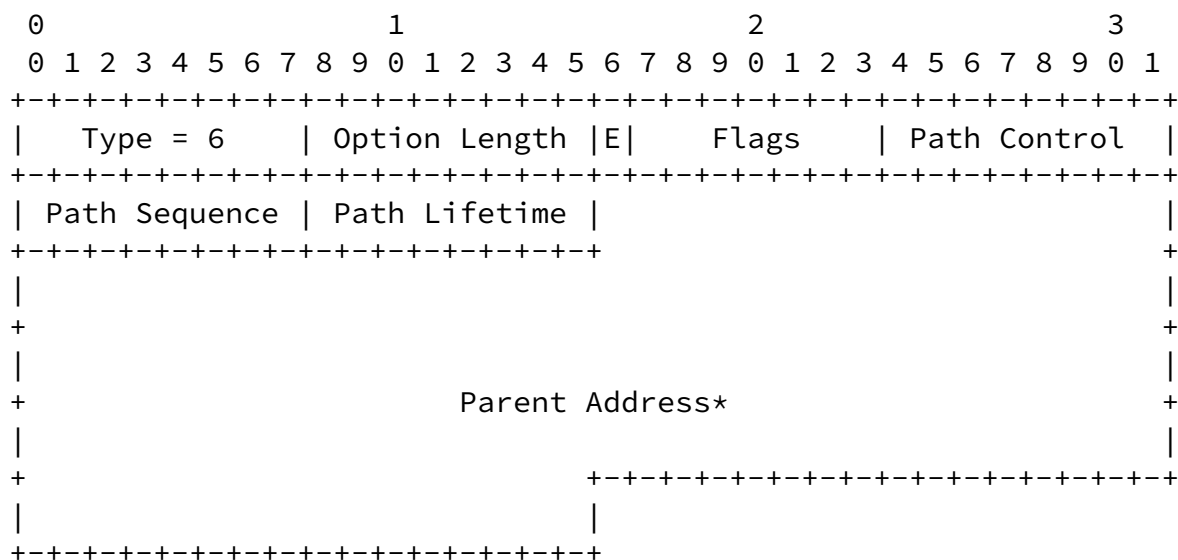 0                   1                   2                   3
 0 1 2 3 4 5 6 7 8 9 0 1 2 3 4 5 6 7 8 9 0 1 2 3 4 5 6 7 8 9 0 1
+-+-+-+-+-+-+-+-+-+-+-+-+-+-+-+-+-+-+-+-+-+-+-+-+-+-+-+-+-+-+-+-+
|   Type = 6    | Option Length |E|    Flags    | Path Control  |
+-+-+-+-+-+-+-+-+-+-+-+-+-+-+-+-+-+-+-+-+-+-+-+-+-+-+-+-+-+-+-+-+
| Path Sequence | Path Lifetime |                               |
+-+-+-+-+-+-+-+-+-+-+-+-+-+-+-+-+                               +
|                                                               |
+                                                               +
|                                                               |
+                        Parent Address*                        +
|                                                               |
+                               +-+-+-+-+-+-+-+-+-+-+-+-+-+-+-+-+
|                               |
+-+-+-+-+-+-+-+-+-+-+-+-+-+-+-+-+